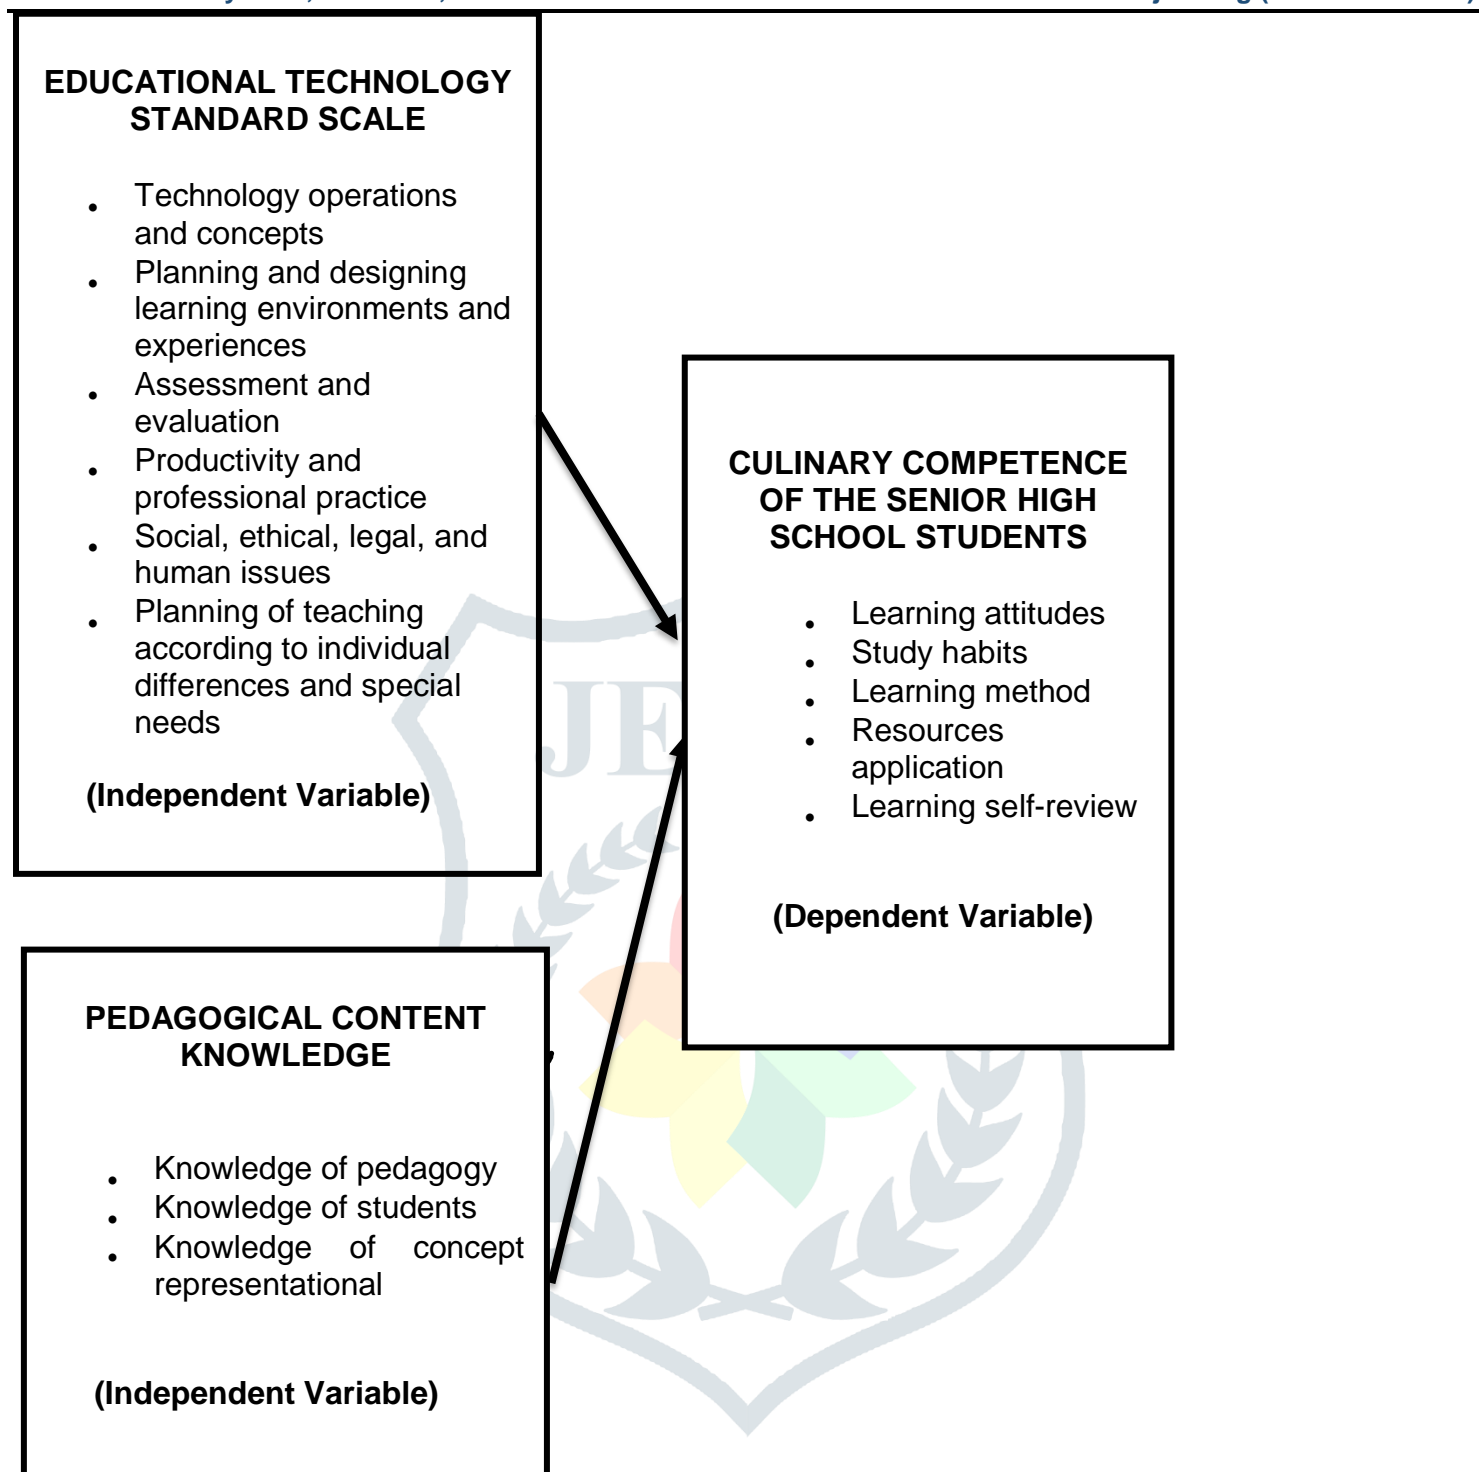 EDUCATIONAL TECHNOLOGY
STANDARD SCALE
• Technology operations
and concepts
• Planning and designing
learning environments and
experiences
• Assessment and
evaluation
• Productivity and
professional practice
• Social, ethical, legal, and
human issues
• Planning of teaching
according to individual
differences and special
needs
(Independent Variable)
CULINARY COMPETENCE
OF THE SENIOR HIGH
SCHOOL STUDENTS
• Learning attitudes
• Study habits
• Learning method
• Resources
application
• Learning self-review
(Dependent Variable)
PEDAGOGICAL CONTENT
KNOWLEDGE
• Knowledge of pedagogy
• Knowledge of students
• Knowledge of concept
representational
(Independent Variable)
JE